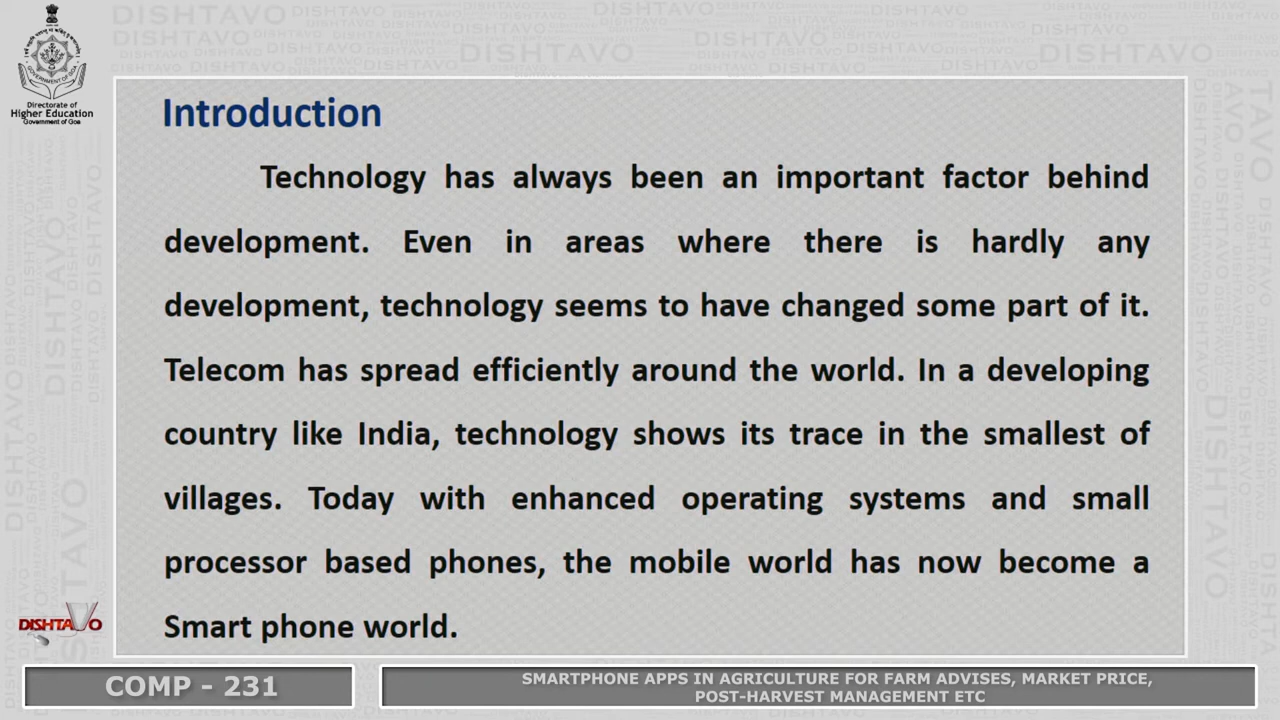 Directorate of
Higher Education
Government of Goa
Introduction
Technology has always been an important factor behind
development. Even in areas where there is hardly any
development, technology seems to have changed some part of it.
Telecom has spread efficiently around the world. In a developing
country like India, technology shows its trace in the smallest of
villages. Today with enhanced operating systems and small
processor based phones, the mobile world has now become a
Smart phone world.
DISHTAVO
COMP - 231
SMARTPHONE APPS IN AGRICULTURE FOR FARM ADVISES, MARKET PRICE,
POST-HARVEST MANAGEMENT ETC